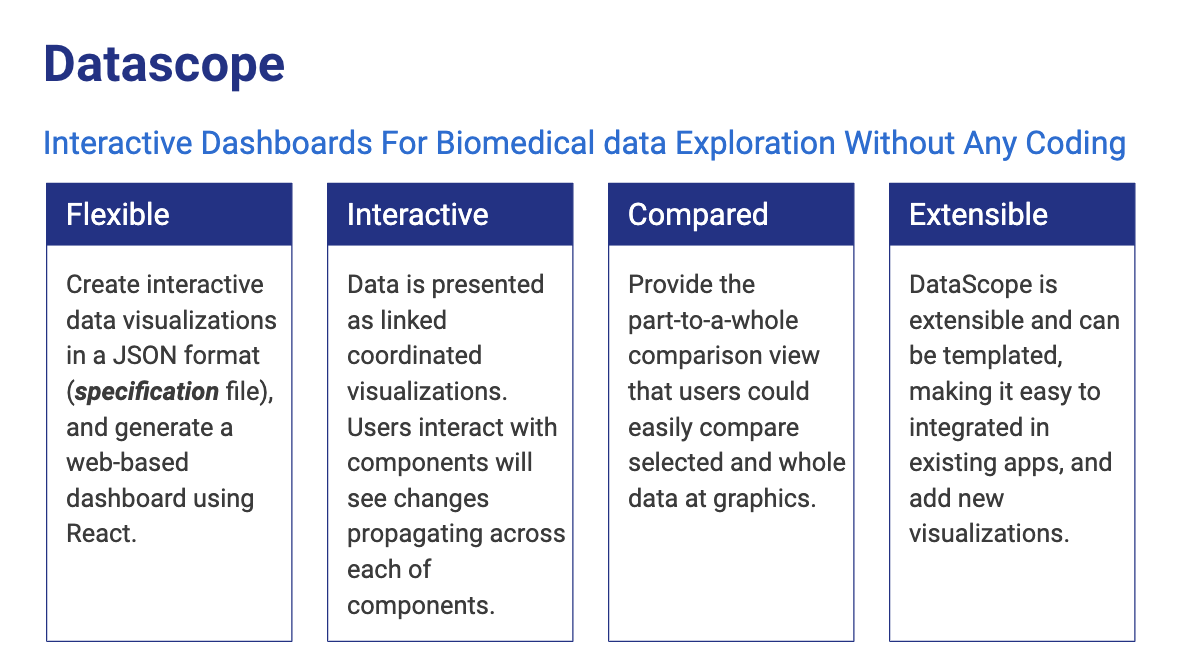 Datascope
Interactive Dashboards For Biomedical data Exploration Without Any Coding
Flexible
Create interactive
data visualizations
in a JSON format
(specification file),
and generate a
web-based
dashboard using
React.
Interactive
Data is presented
as linked
coordinated
visualizations.
Users interact with
components will
see changes
propagating across
each of
components.
Compared
Provide the
part-to-a-whole
comparison view
that users could
easily compare
selected and whole
data at graphics.
Extensible
DataScope is
extensible and can
be templated,
making it easy to
integrated in
existing apps, and
add new
visualizations.